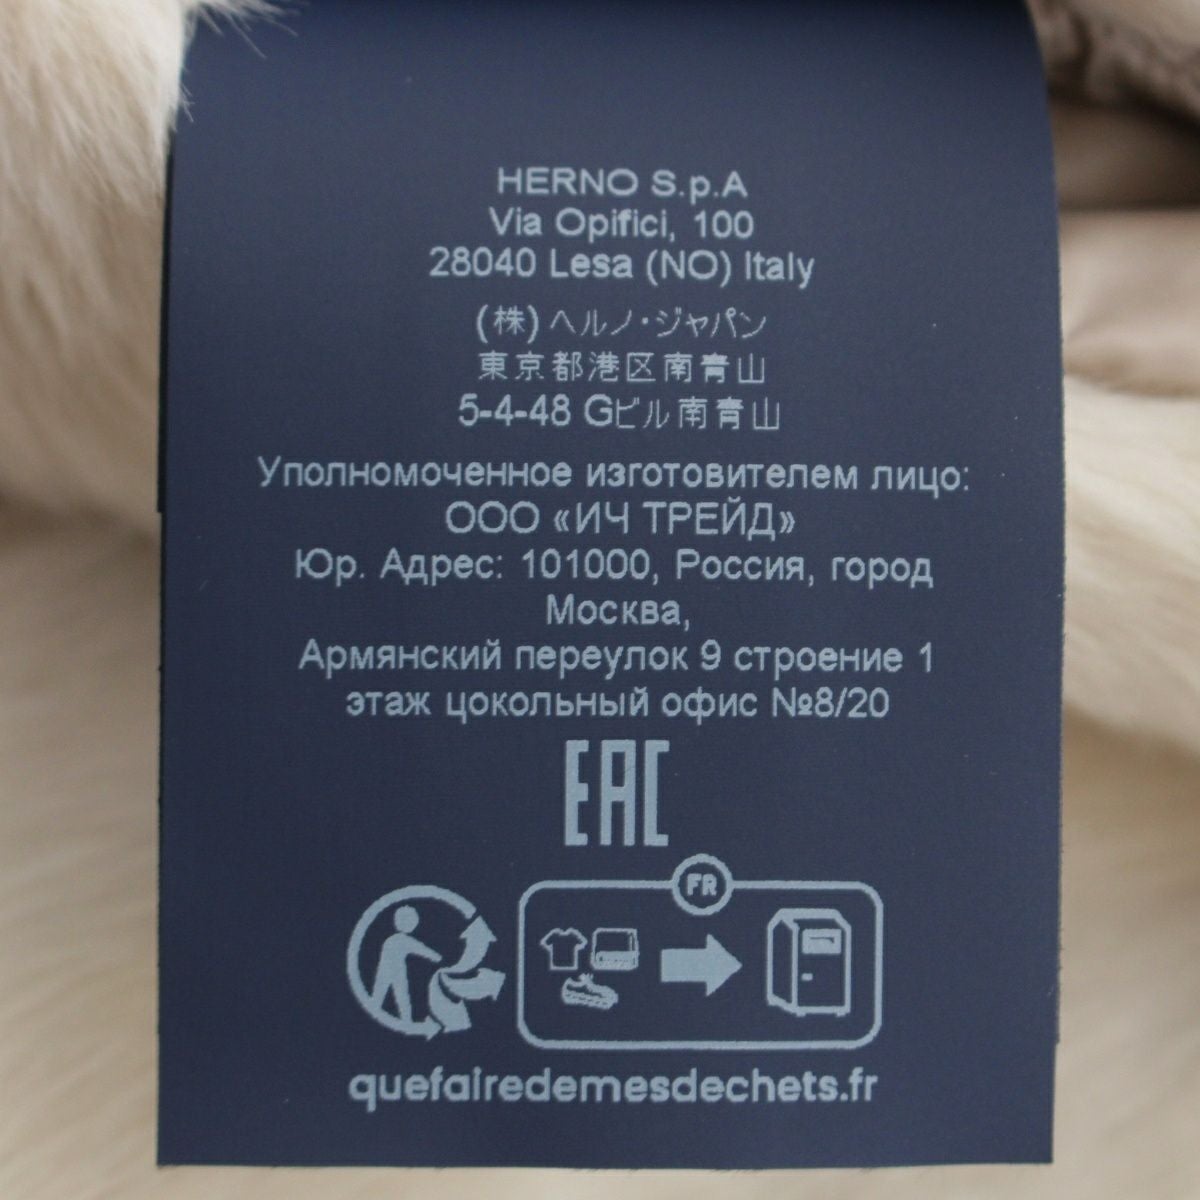 HERNO S.p.A
Via Opifici, 100
28040 Lesa (NO) Italy
(株)ヘルノ・ジャパン
東京都港区南青山
5-4-48 Gビル南青山
Уполномоченное изготовителем лицо:
ООО «ИЧ ТРЕЙД»
Юр. Адрес: 101000, Россия, город
Москва,
Армянский переулок 9 строение 1
этаж цокольный офис №8/20
EAC
FR
quefairedemesdechets.fr